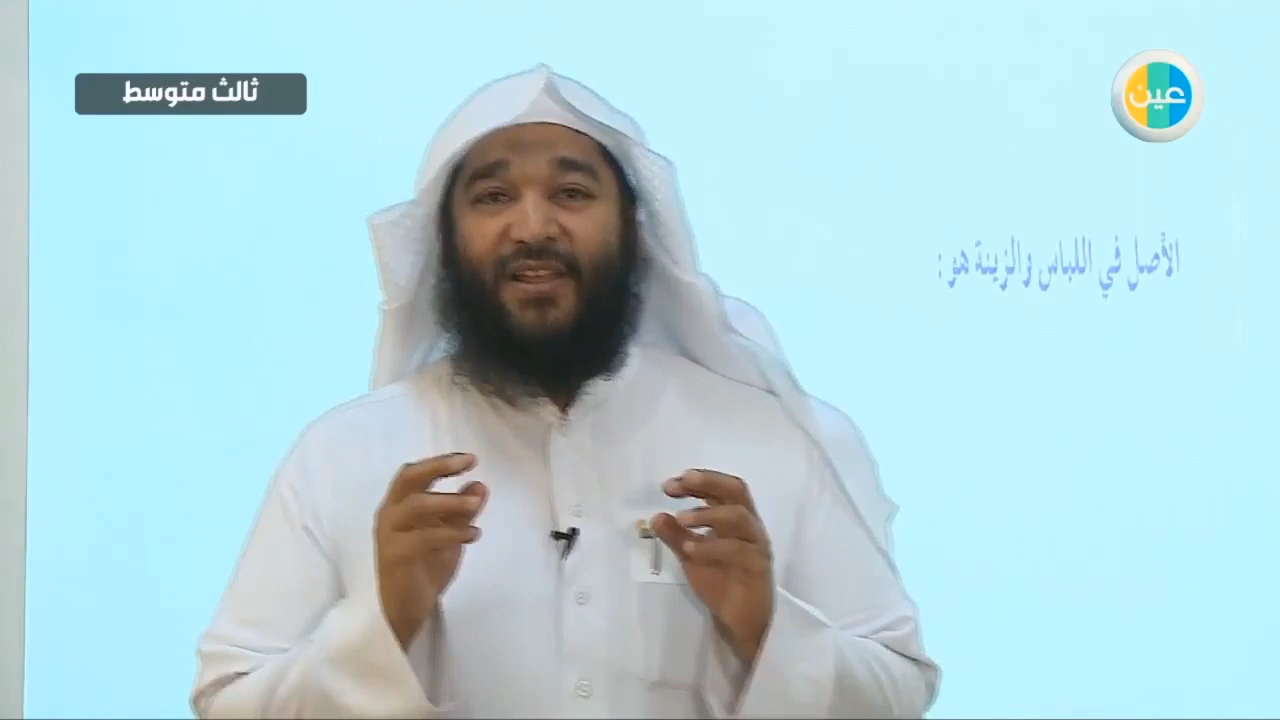 ثالث متوسط
عين
الأصل في اللباس والزينة هو :